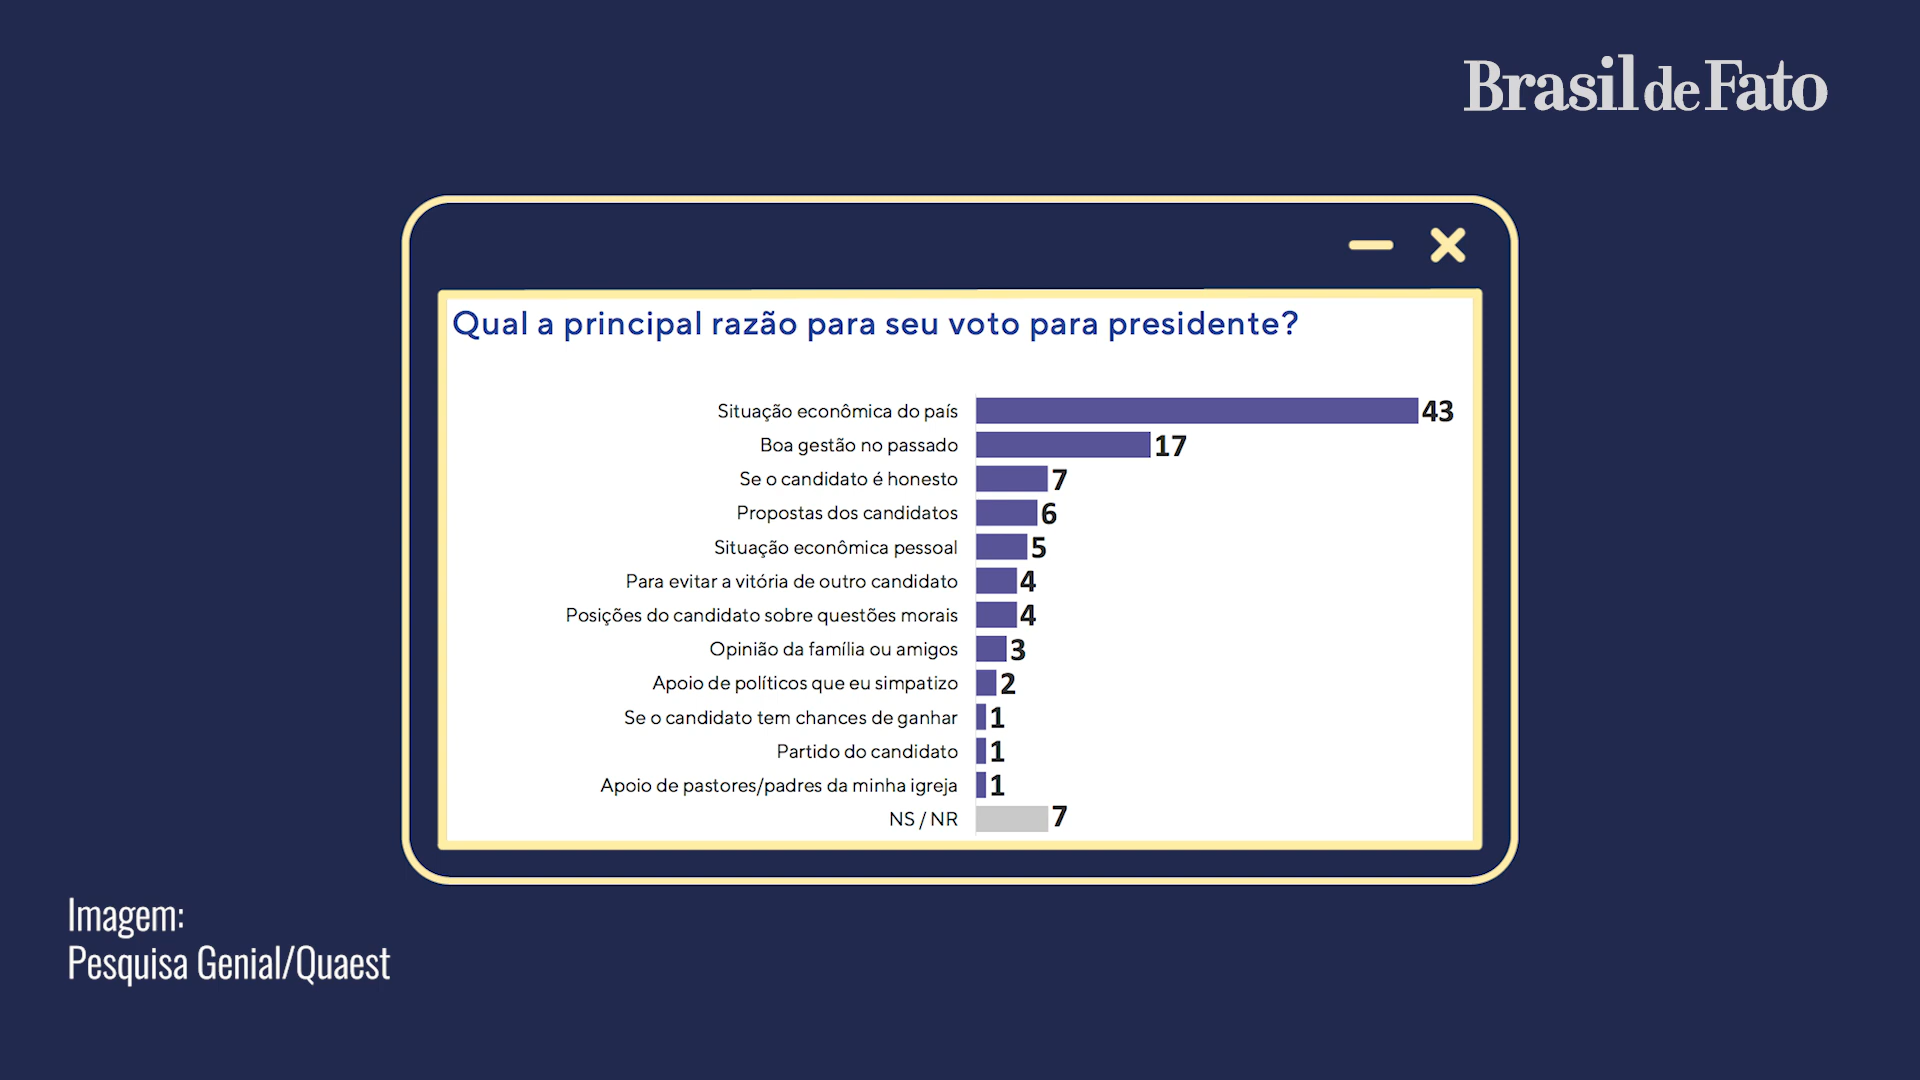 Brasil de Fato
Qual a principal razão para seu voto para presidente?
Situação econômica do país 43
Boa gestão no passado 17
Se o candidato é honesto 7
Propostas dos candidatos 6
Situação econômica pessoal 5
Para evitar a vitória de outro candidato 4
Posições do candidato sobre questões morais 4
Opinião da família ou amigos 3
Apoio de políticos que eu simpatizo 2
Se o candidato tem chances de ganhar 1
Partido do candidato 1
Apoio de pastores/padres da minha igreja 1
NS / NR 7
Imagem:
Pesquisa Genial/Quaest